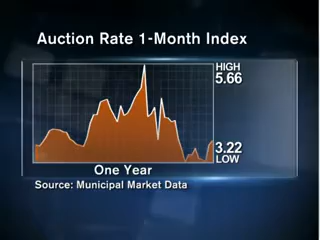 Auction Rate 1-Month Index
HIGH
5.66
3.22
LOW
One Year
Source: Municipal Market Data